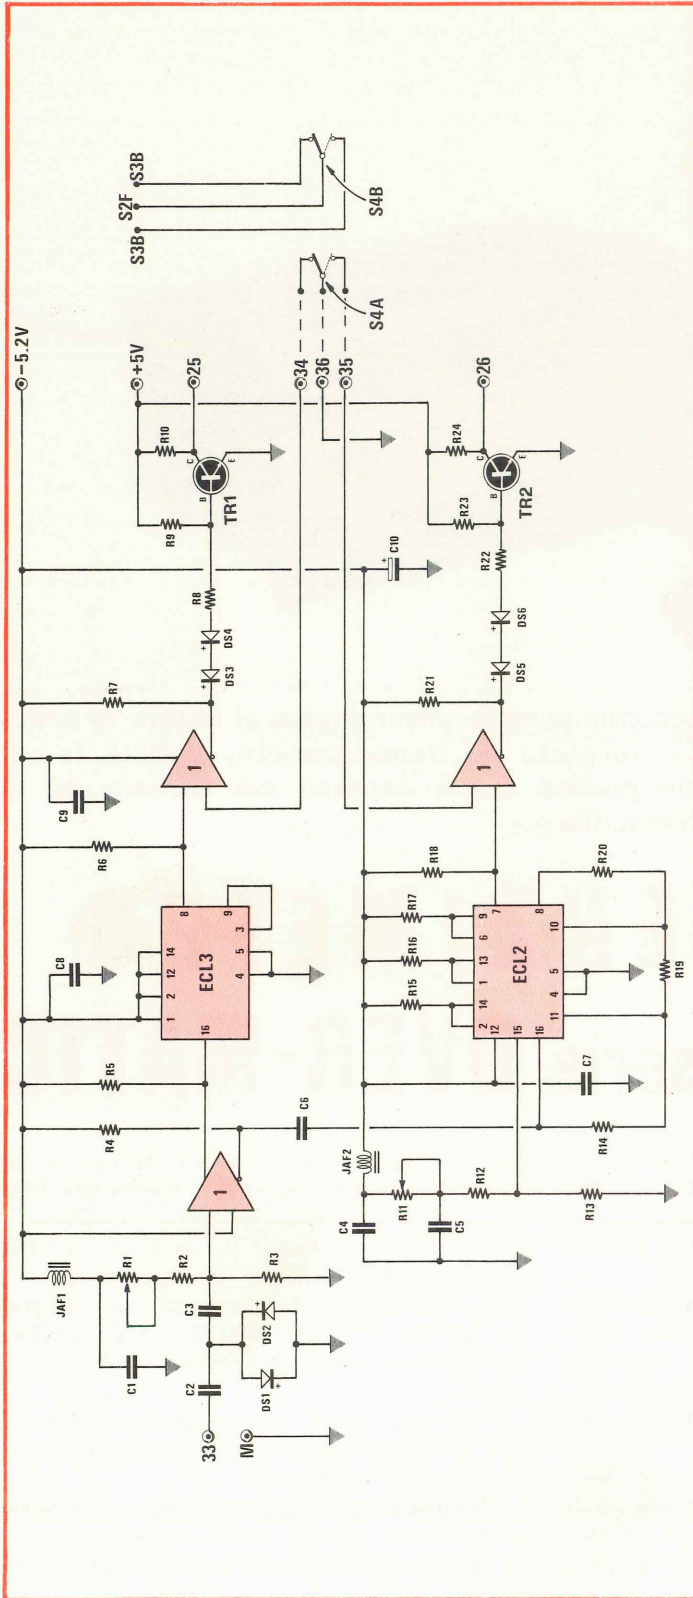 -5.2V
JAF1
C1
R1
R2
33
M
C2
C3
DS1
DS2
R3
1
R4
R5
C6
C8
1 2 12 14
16
ECL3
8
4 5 3 9
R6
C9
1
R7
DS3
DS4
R8
R9
R10
B
C
E
TR1
+5V
25
34
36
35
S4A
S3B
S2F
S3B
S4B
JAF2
C4
R11
C5
R12
R13
R14
C7
R15
R16
R17
2 14 1 13 6 9
12
15
16
ECL2
7
8
11 4 5 10
R18
R19
R20
1
R21
DS5
DS6
C10
+
R22
R23
R24
B
C
E
TR2
26